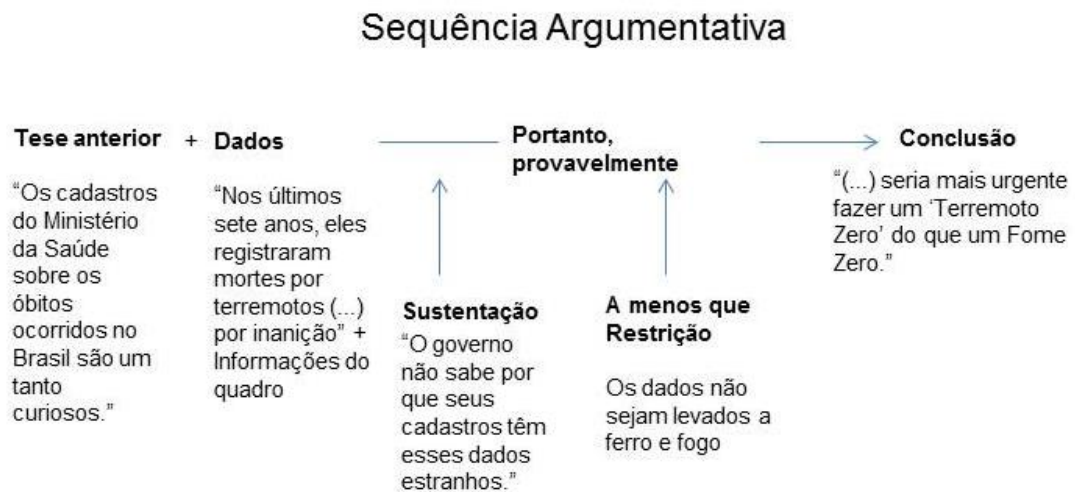 Sequência Argumentativa
Tese anterior
“Os cadastros
do Ministério
da Saúde
sobre os
óbitos
ocorridos no
Brasil são um
tanto
curiosos.”
+
Dados
“Nos últimos
sete anos, eles
registraram
mortes por
terremotos (...)
por inanição” +
Informações do
quadro
Portanto,
provavelmente
Sustentação
“O governo
não sabe por
que seus
cadastros têm
esses dados
estranhos.”
A menos que
Restrição
Os dados não
sejam levados a
ferro e fogo
Conclusão
“(...) seria mais urgente
fazer um ‘Terremoto
Zero’ do que um Fome
Zero.”